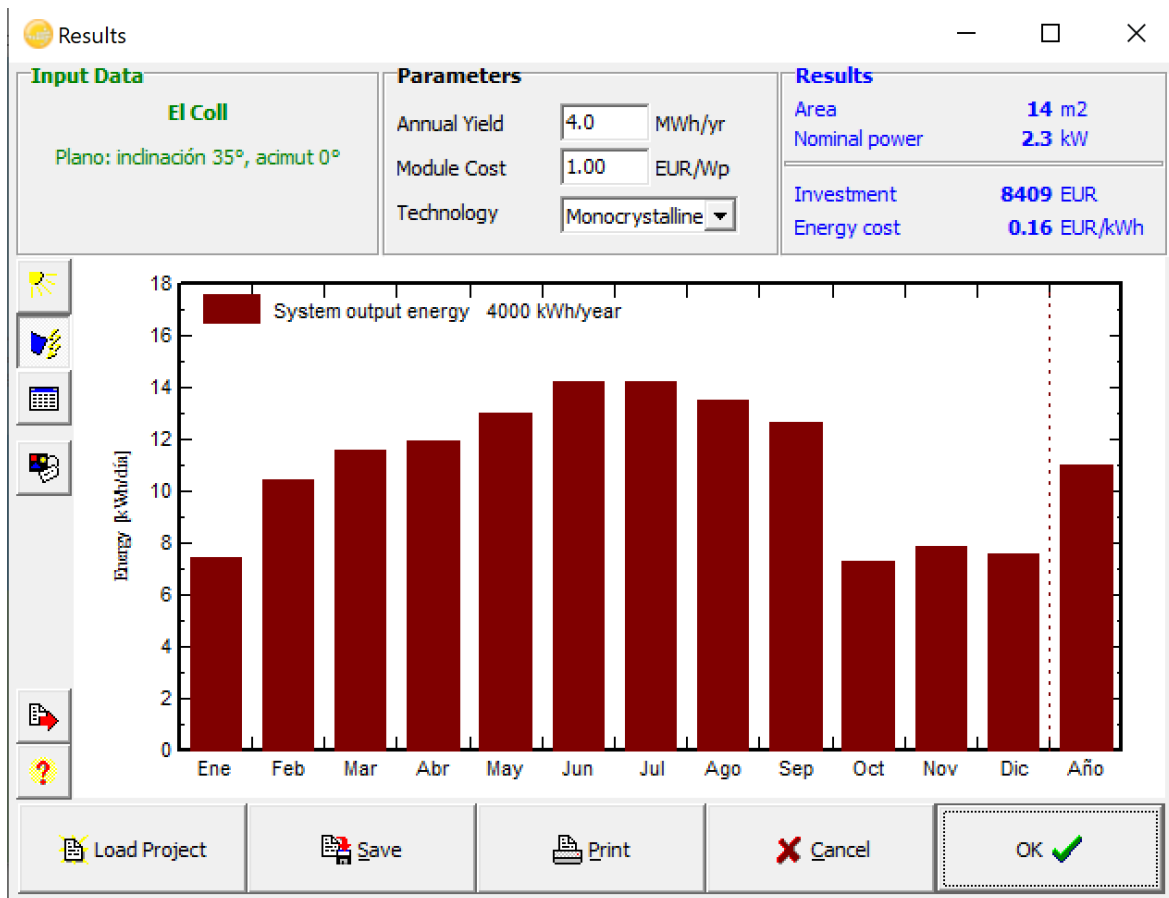 Results
Input Data
El Coll
Plano: inclinación 35°, acimut 0°
Parameters
Annual Yield 4.0 MWh/yr
Module Cost 1.00 EUR/Wp
Technology Monocrystalline
Results
Area 14 m2
Nominal power 2.3 kW
Investment 8409 EUR
Energy cost 0.16 EUR/kWh
System output energy 4000 kWh/year
Energy [kWh/día]
18
16
14
12
10
8
6
4
2
0
Ene Feb Mar Abr May Jun Jul Ago Sep Oct Nov Dic Año
Load Project Save Print Cancel OK